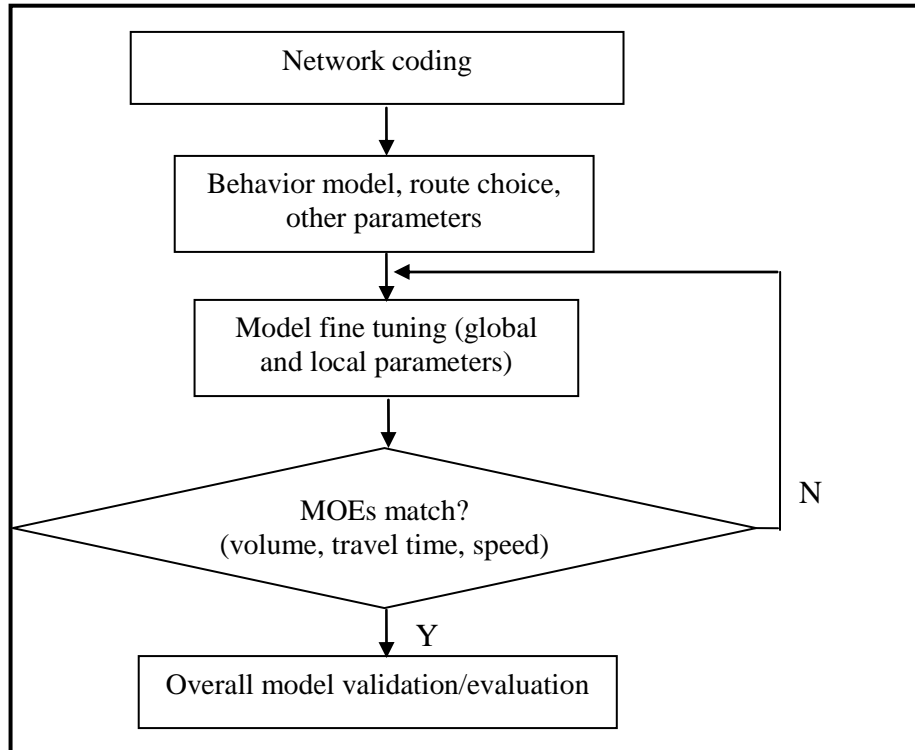 Network coding
Behavior model, route choice,
other parameters
Model fine tuning (global
and local parameters)
MOEs match?
(volume, travel time, speed)
N
Y
Overall model validation/evaluation